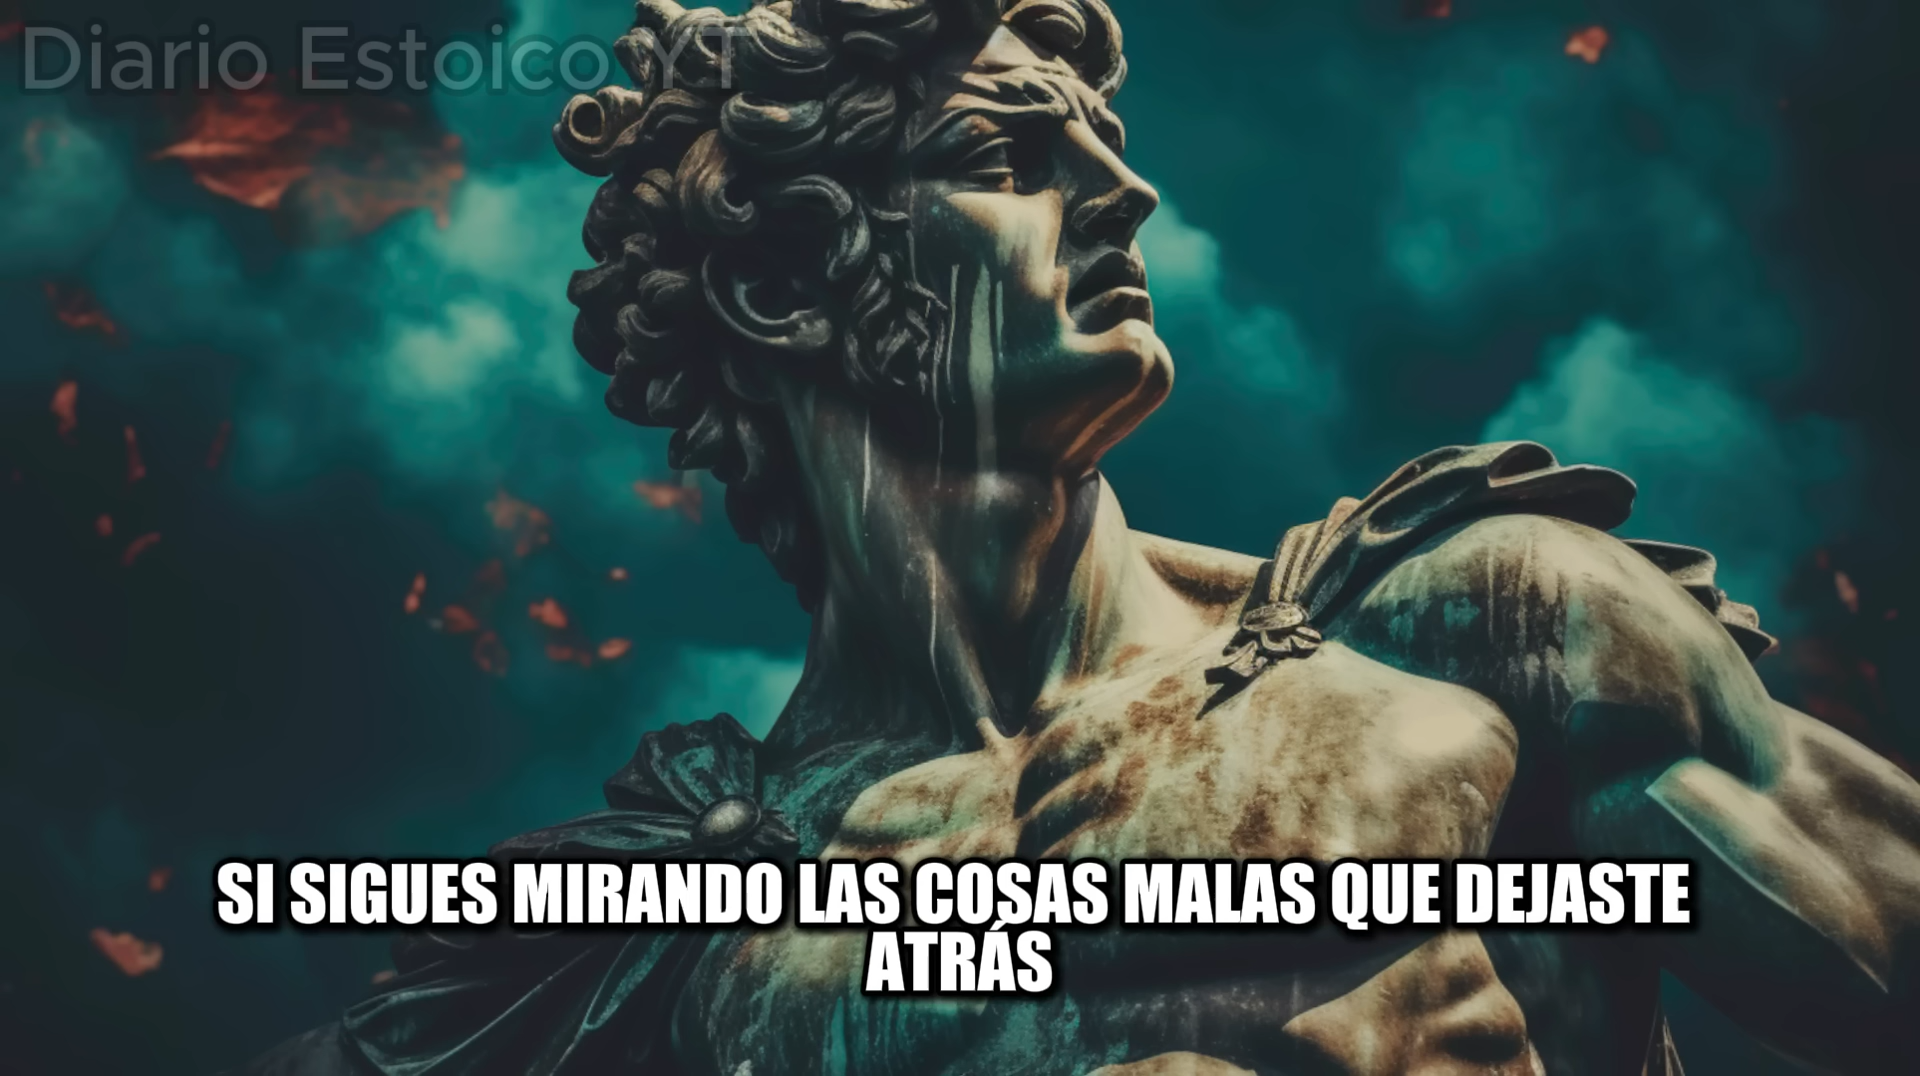 Diario Estoico YT
SI SIGUES MIRANDO LAS COSAS MALAS QUE DEJASTE
ATRÁS